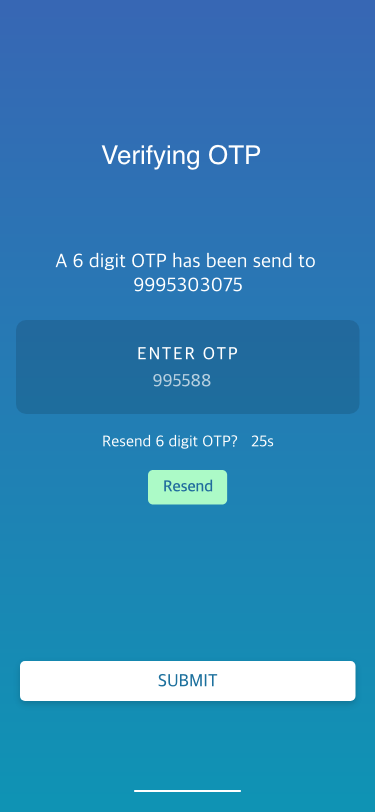 Verifying OTP
A 6 digit OTP has been send to
9995303075
ENTER OTP
995588
Resend 6 digit OTP? 25s
Resend
SUBMIT